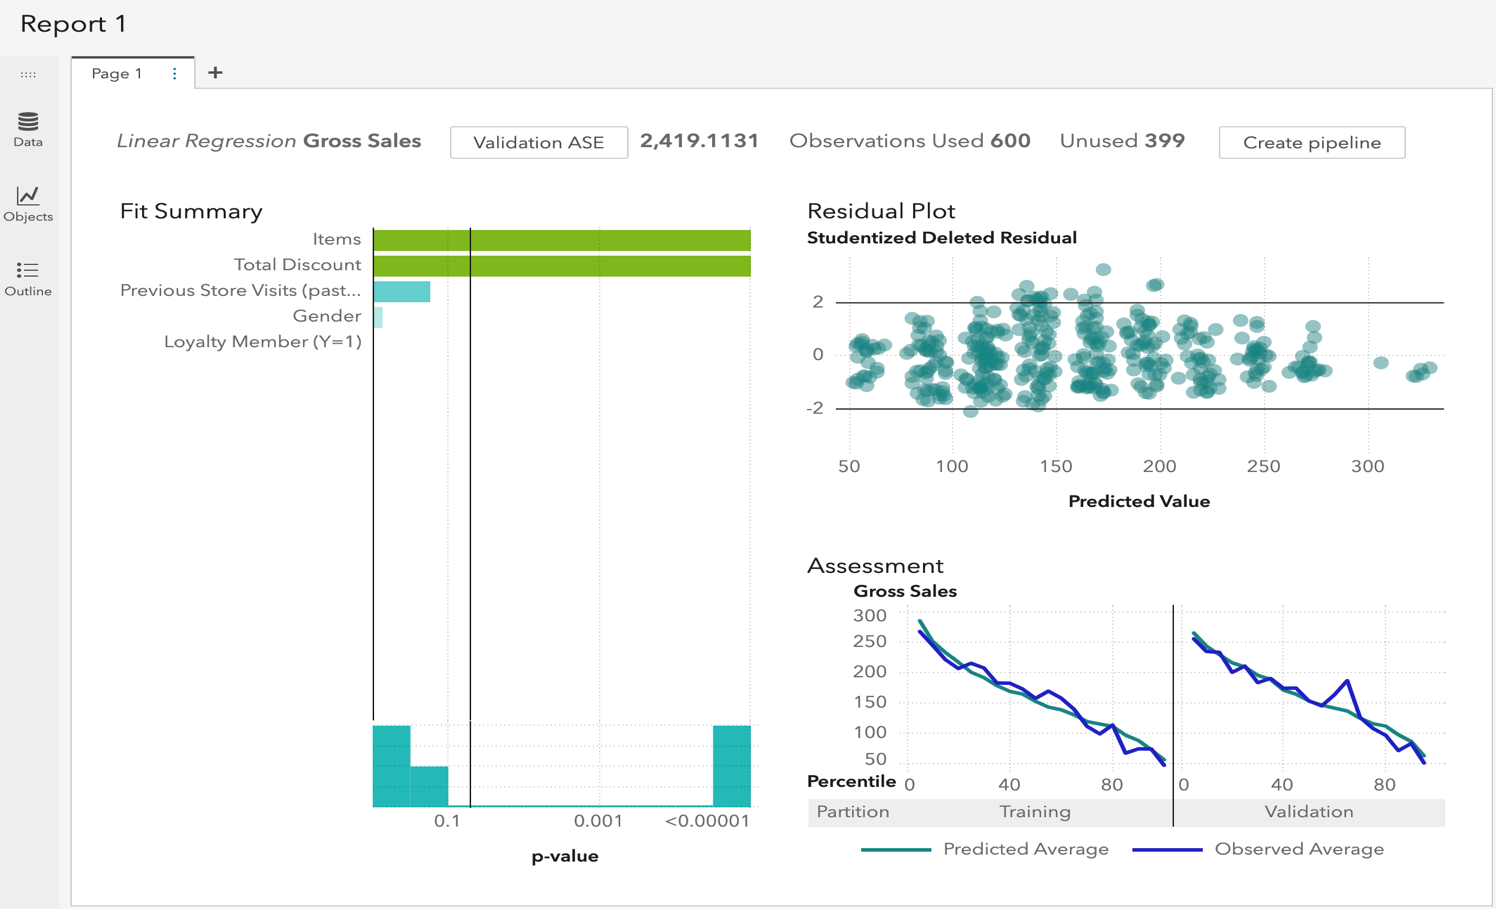 Report 1
Page 1
Data
Objects
Outline
Linear Regression Gross Sales Validation ASE 2,419.1131 Observations Used 600 Unused 399 Create pipeline
Fit Summary
Items
Total Discount
Previous Store Visits (past...
Gender
Loyalty Member (Y=1)
0.1 0.001 <0.00001
p-value
Residual Plot
Studentized Deleted Residual
2
0
-2
50 100 150 200 250 300
Predicted Value
Assessment
Gross Sales
300
250
200
150
100
50
Percentile 0 40 80 0 40 80
Partition Training Validation
Predicted Average Observed Average